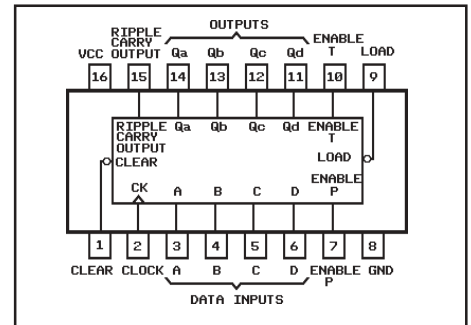 OUTPUTS
RIPPLE CARRY OUTPUT
ENABLE T
VCC Qa Qb Qc Qd LOAD
16 15 14 13 12 11 10 9
RIPPLE CARRY OUTPUT Qa Qb Qc Qd ENABLE T
CLEAR LOAD
ENABLE P
CK A B C D
1 2 3 4 5 6 7 8
CLEAR CLOCK A B C D ENABLE P GND
DATA INPUTS